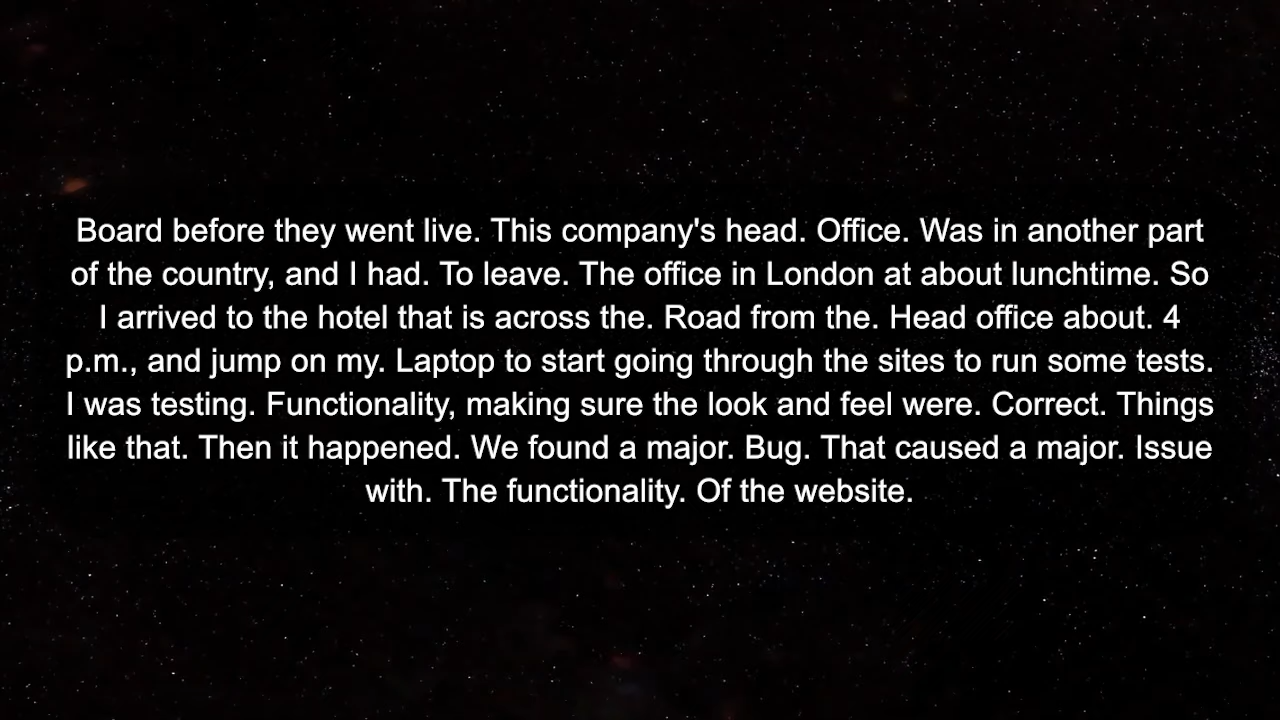 Board before they went live. This company's head. Office. Was in another part
of the country, and I had. To leave. The office in London at about lunchtime. So
I arrived to the hotel that is across the. Road from the. Head office about. 4
p.m., and jump on my. Laptop to start going through the sites to run some tests.
I was testing. Functionality, making sure the look and feel were. Correct. Things
like that. Then it happened. We found a major. Bug. That caused a major. Issue
with. The functionality. Of the website.